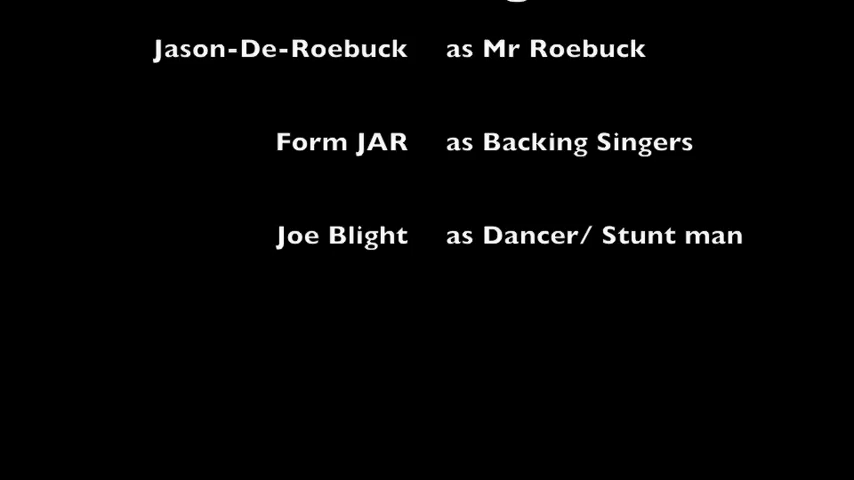 Jason-De-Roebuck as Mr Roebuck
Form JAR as Backing Singers
Joe Blight as Dancer/ Stunt man